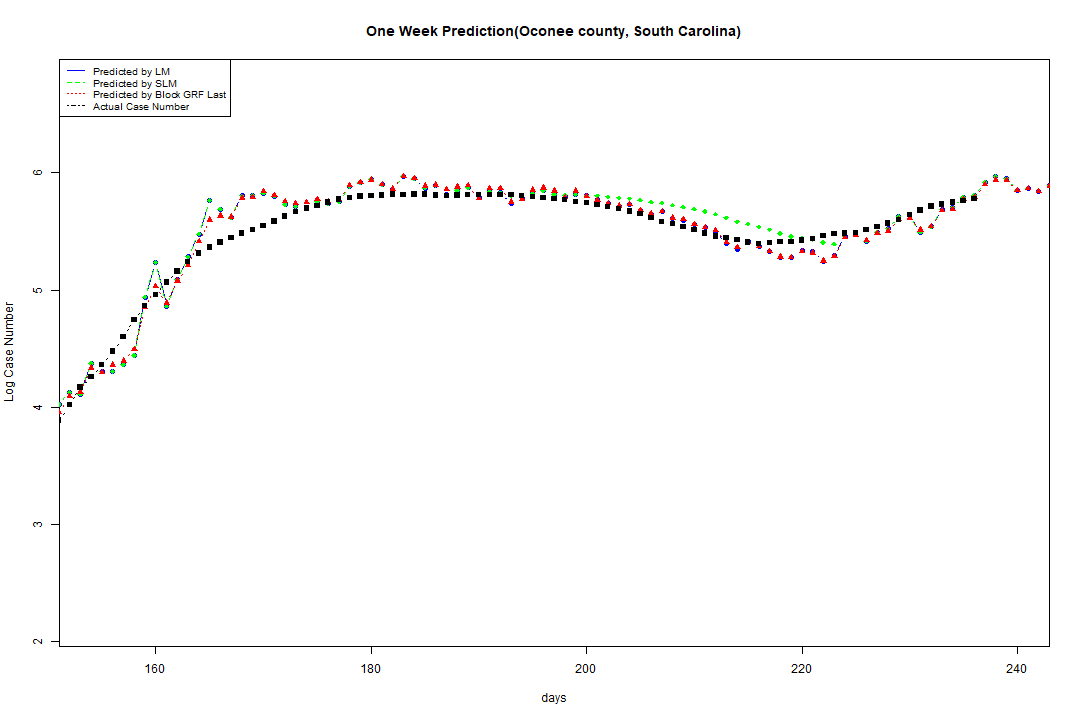 One Week Prediction(Oconee county, South Carolina)
Predicted by LM
Predicted by SLM
Predicted by Block GRF Last
Actual Case Number
6
5
4
3
2
Log Case Number
160 180 200 220 240
days